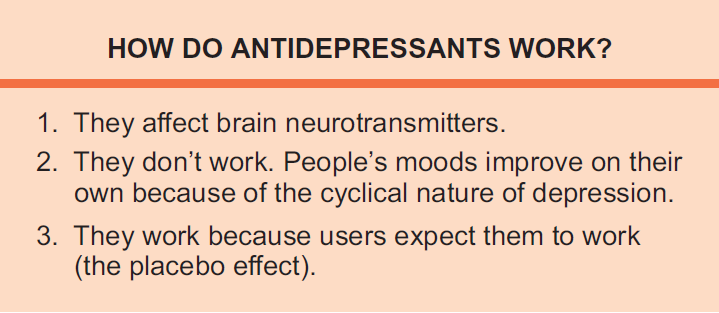 HOW DO ANTIDEPRESSANTS WORK?
1. They affect brain neurotransmitters.
2. They don’t work. People’s moods improve on their
own because of the cyclical nature of depression.
3. They work because users expect them to work
(the placebo effect).